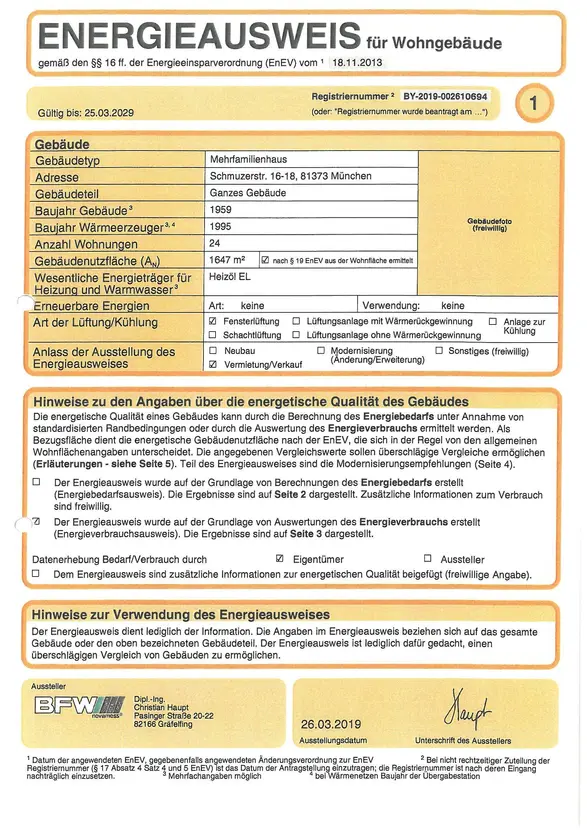 ENERGIEAUSWEIS für Wohngebäude
gemäß den §§ 16 ff. der Energieeinsparverordnung (EnEV) vom ¹ 18.11.2013
Gültig bis: 25.03.2029
Registriernummer ² BY-2019-002610694
(oder: "Registriernummer wurde beantragt am ...")
1
Gebäude
Gebäudetyp Mehrfamilienhaus
Adresse Schmuzerstr. 16-18, 81373 München
Gebäudeteil Ganzes Gebäude
Baujahr Gebäude ³ 1959
Baujahr Wärmeerzeuger ³, ⁴ 1995
Anzahl Wohnungen 24
Gebäudenutzfläche (AN) 1647 m² ☑ nach § 19 EnEV aus der Wohnfläche ermittelt
Wesentliche Energieträger für Heizöl EL
Heizung und Warmwasser ³
Gebäudefoto
(freiwillig)
Erneuerbare Energien Art: keine Verwendung: keine
Art der Lüftung/Kühlung ☑ Fensterlüftung ☐ Lüftungsanlage mit Wärmerückgewinnung ☐ Anlage zur
☐ Schachtlüftung ☐ Lüftungsanlage ohne Wärmerückgewinnung Kühlung
Anlass der Ausstellung des ☐ Neubau ☐ Modernisierung ☐ Sonstiges (freiwillig)
Energieausweises ☑ Vermietung/Verkauf (Änderung/Erweiterung)
Hinweise zu den Angaben über die energetische Qualität des Gebäudes
Die energetische Qualität eines Gebäudes kann durch die Berechnung des Energiebedarfs unter Annahme von
standardisierten Randbedingungen oder durch die Auswertung des Energieverbrauchs ermittelt werden. Als
Bezugsfläche dient die energetische Gebäudenutzfläche nach der EnEV, die sich in der Regel von den allgemeinen
Wohnflächenangaben unterscheidet. Die angegebenen Vergleichswerte sollen überschlägige Vergleiche ermöglichen
(Erläuterungen - siehe Seite 5). Teil des Energieausweises sind die Modernisierungsempfehlungen (Seite 4).
☐ Der Energieausweis wurde auf der Grundlage von Berechnungen des Energiebedarfs erstellt
(Energiebedarfsausweis). Die Ergebnisse sind auf Seite 2 dargestellt. Zusätzliche Informationen zum Verbrauch
sind freiwillig.
☑ Der Energieausweis wurde auf der Grundlage von Auswertungen des Energieverbrauchs erstellt
(Energieverbrauchsausweis). Die Ergebnisse sind auf Seite 3 dargestellt.
Datenerhebung Bedarf/Verbrauch durch ☑ Eigentümer ☐ Aussteller
☐ Dem Energieausweis sind zusätzliche Informationen zur energetischen Qualität beigefügt (freiwillige Angabe).
Hinweise zur Verwendung des Energieausweises
Der Energieausweis dient lediglich der Information. Die Angaben im Energieausweis beziehen sich auf das gesamte
Gebäude oder den oben bezeichneten Gebäudeteil. Der Energieausweis ist lediglich dafür gedacht, einen
überschlägigen Vergleich von Gebäuden zu ermöglichen.
Aussteller
BFW
novamess®
Dipl.-Ing.
Christian Haupt
Pasinger Straße 20-22
82166 Gräfelfing
26.03.2019
Ausstellungsdatum
Haupt
Unterschrift des Ausstellers
¹ Datum der angewendeten EnEV, gegebenenfalls angewendeten Änderungsverordnung zur EnEV ² Bei nicht rechtzeitiger Zuteilung der
Registriernummer (§ 17 Absatz 4 Satz 4 und 5 EnEV) ist das Datum der Antragstellung einzutragen; die Registriernummer ist nach deren Eingang
nachträglich einzusetzen. ³ Mehrfachangaben möglich ⁴ bei Wärmenetzen Baujahr der Übergabestation